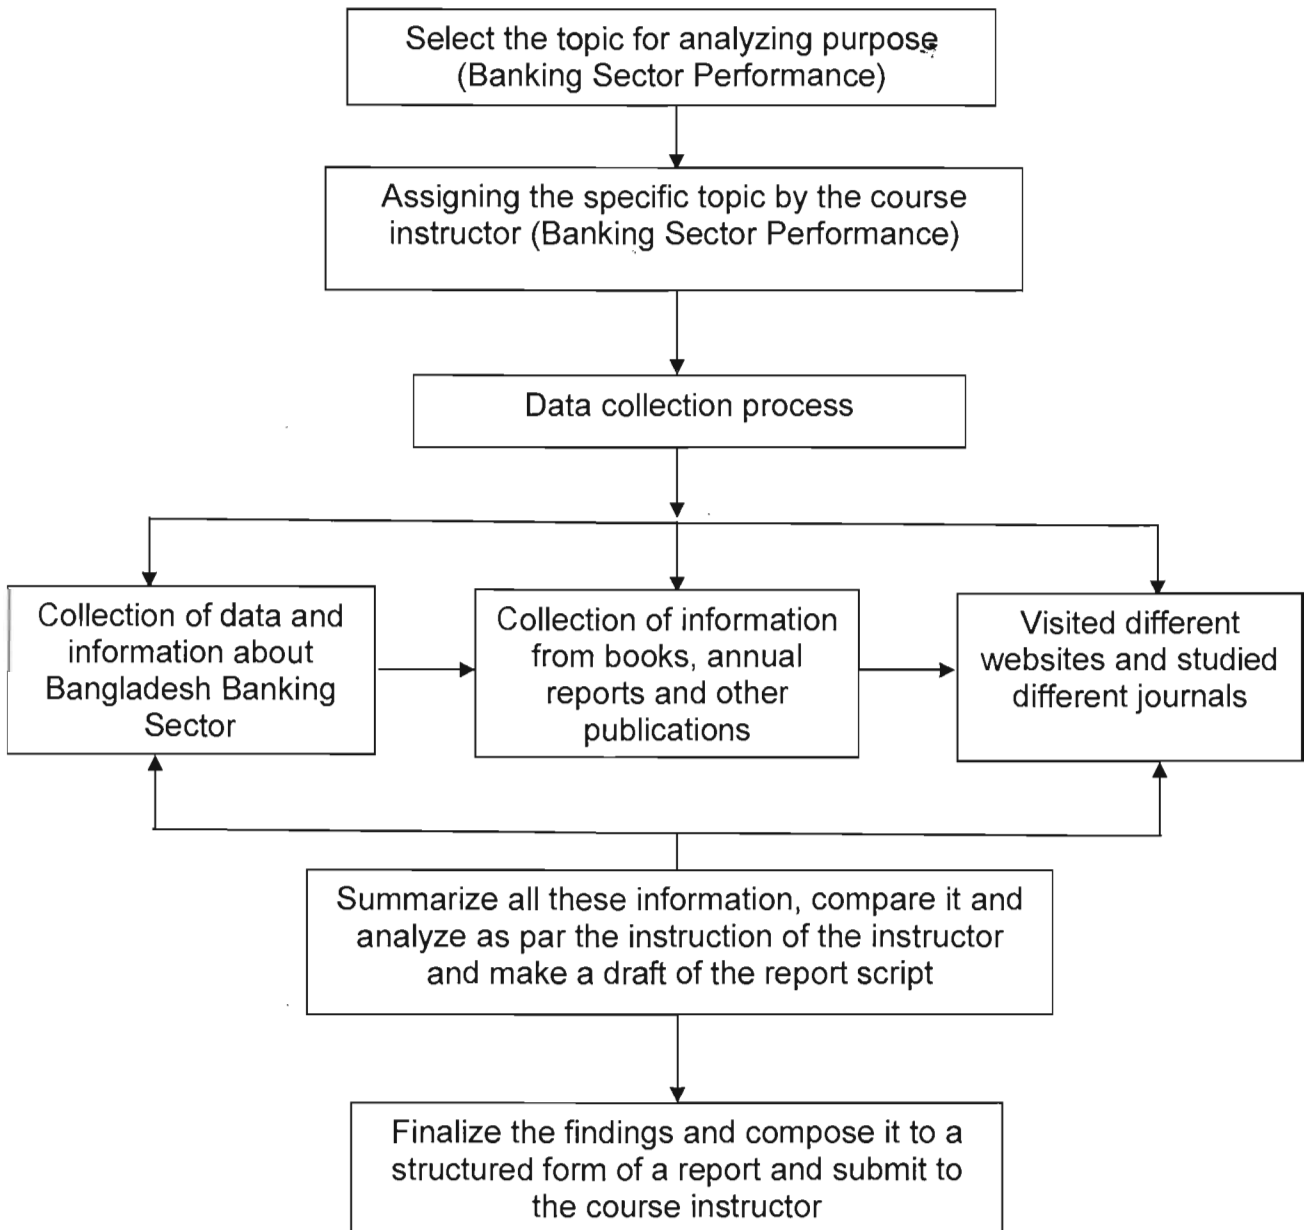 Select the topic for analyzing purpose
(Banking Sector Performance)
Assigning the specific topic by the course
instructor (Banking Sector Performance)
Data collection process
Collection of data and
information about
Bangladesh Banking
Sector
Collection of information
from books, annual
reports and other
publications
Visited different
websites and studied
different journals
Summarize all these information, compare it and
analyze as par the instruction of the instructor
and make a draft of the report script
Finalize the findings and compose it to a
structured form of a report and submit to
the course instructor